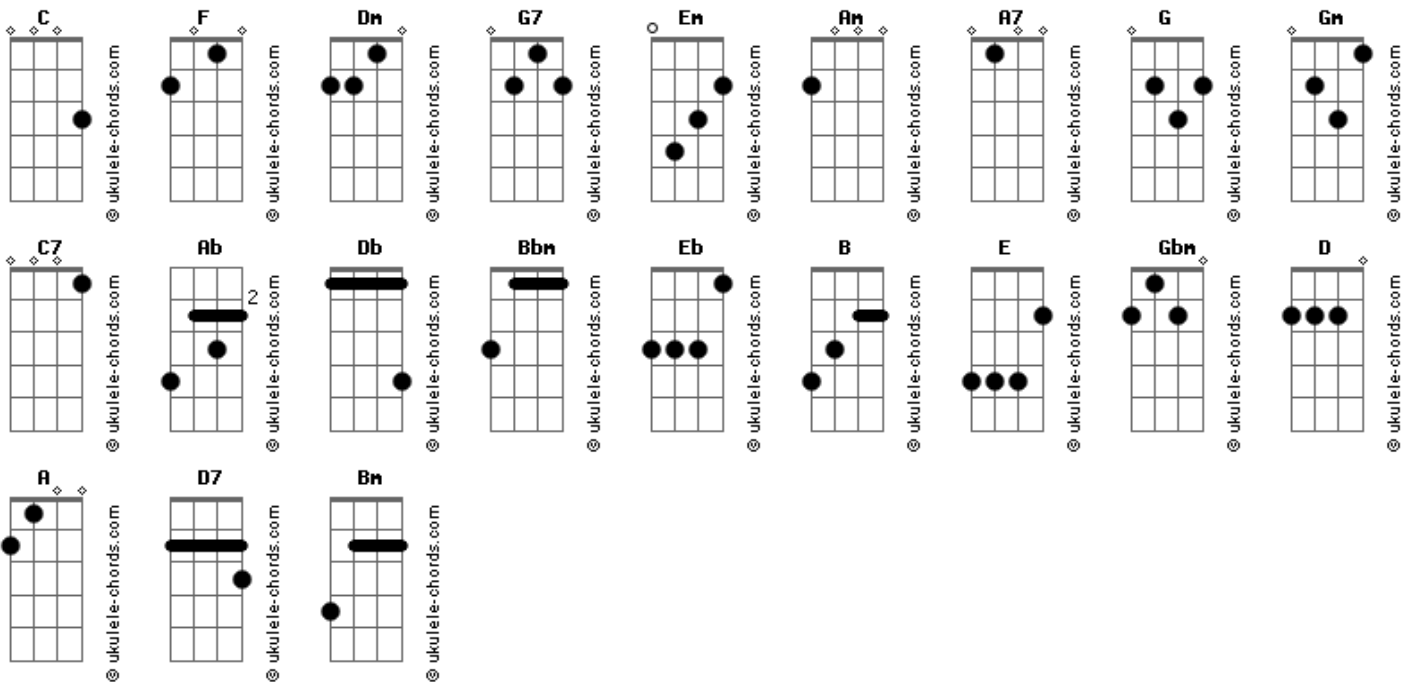 C F Dm G7 Em Am A7 G Gm
© ukulele-chords.com © ukulele-chords.com © ukulele-chords.com © ukulele-chords.com © ukulele-chords.com © ukulele-chords.com © ukulele-chords.com © ukulele-chords.com © ukulele-chords.com
C7 Ab Db Bbm Eb B E Gbm D
2
© ukulele-chords.com © ukulele-chords.com © ukulele-chords.com © ukulele-chords.com © ukulele-chords.com © ukulele-chords.com © ukulele-chords.com © ukulele-chords.com © ukulele-chords.com
A D7 Bm
© ukulele-chords.com © ukulele-chords.com © ukulele-chords.com